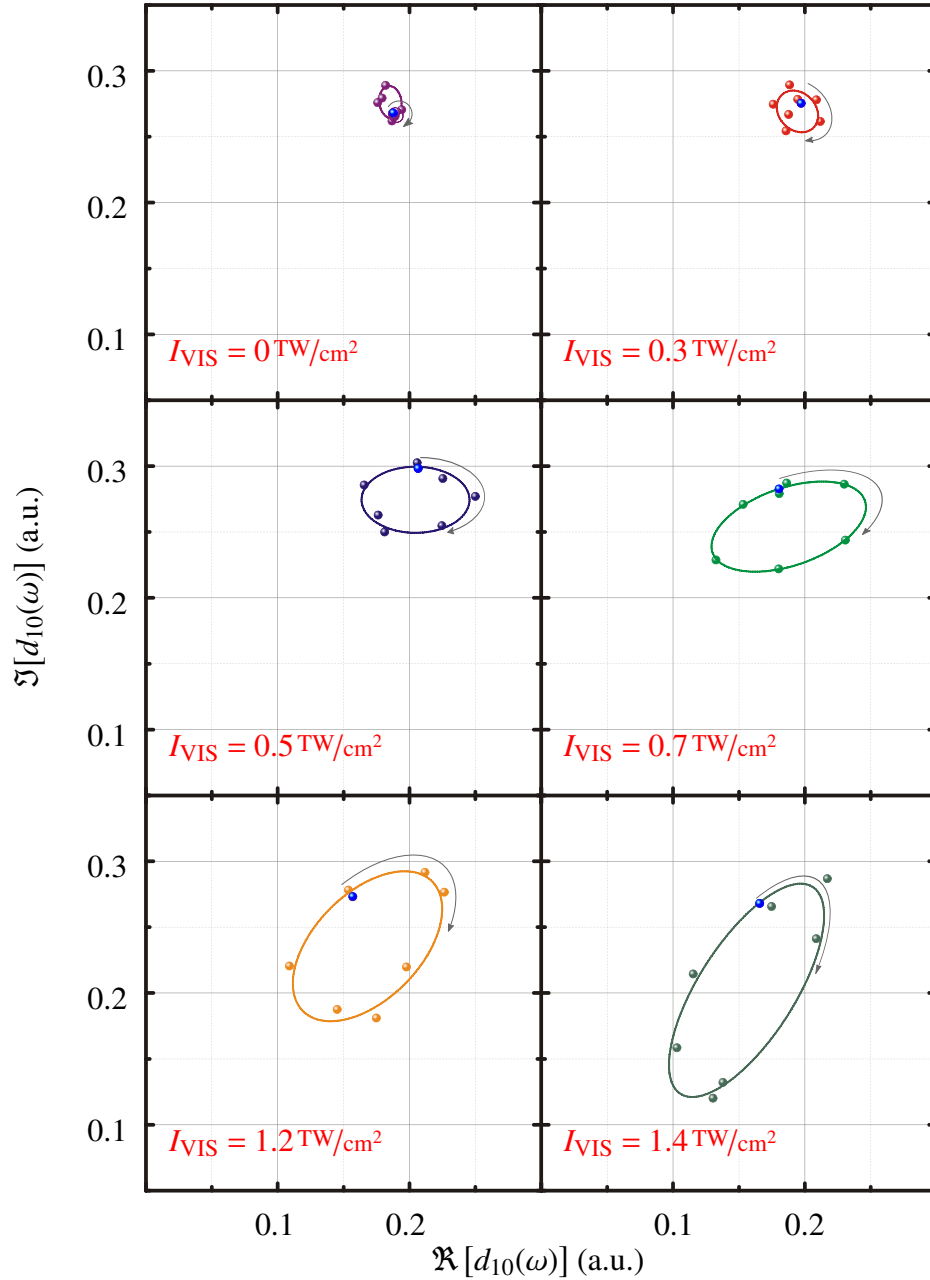 0.3
0.2
0.1
I_VIS = 0 TW/cm²
I_VIS = 0.3 TW/cm²
0.3
0.2
0.1
I_VIS = 0.5 TW/cm²
I_VIS = 0.7 TW/cm²
ℑ[d₁₀(ω)] (a.u.)
0.3
0.2
0.1
I_VIS = 1.2 TW/cm²
I_VIS = 1.4 TW/cm²
0.1 0.2 0.1 0.2
ℜ[d₁₀(ω)] (a.u.)